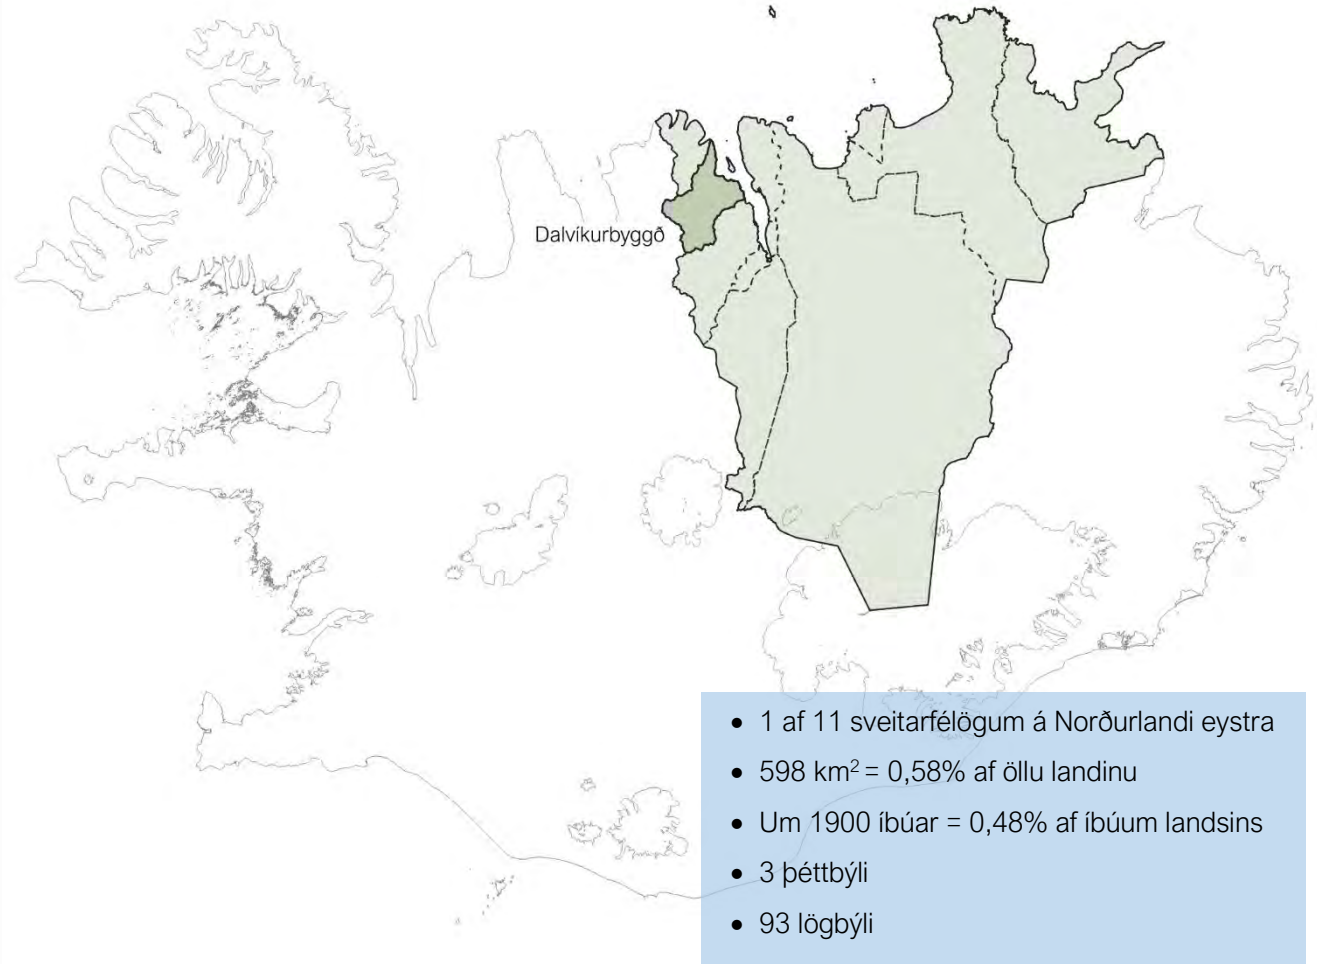 Dalvíkurbyggð
• 1 af 11 sveitarfélögum á Norðurlandi eystra
• 598 km² = 0,58% af öllu landinu
• Um 1900 íbúar = 0,48% af íbúum landsins
• 3 þéttbýli
• 93 lögbýli